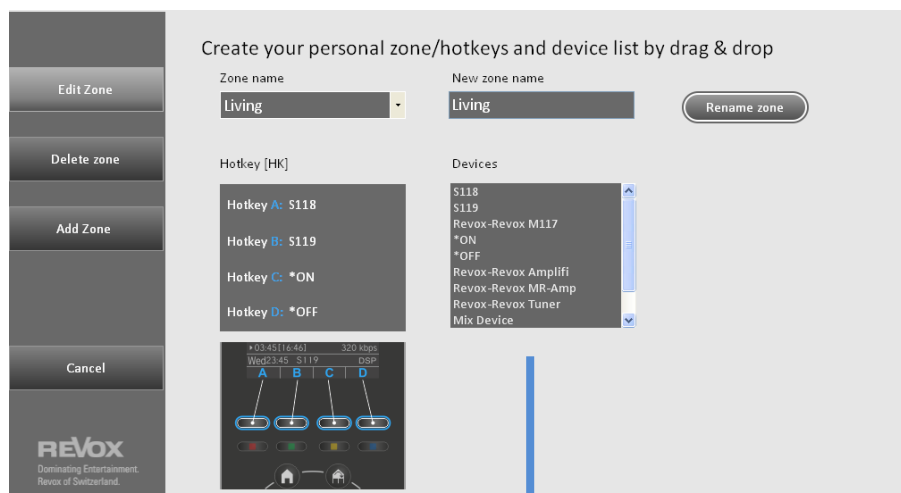 Create your personal zone/hotkeys and device list by drag & drop
Edit Zone
Delete zone
Add Zone
Cancel
REVOX
Dominating Entertainment.
Revox of Switzerland.
Zone name
Living
New zone name
Living
Rename zone
Hotkey [HK]
Hotkey A: S118
Hotkey B: S119
Hotkey C: *ON
Hotkey D: *OFF
Devices
S118
S119
Revox-Revox M117
*ON
*OFF
Revox-Revox Amplifi
Revox-Revox MR-Amp
Revox-Revox Tuner
Mix Device
03:45[16:46] 320 kbps
Wed23:45 S119 DSP
A B C D